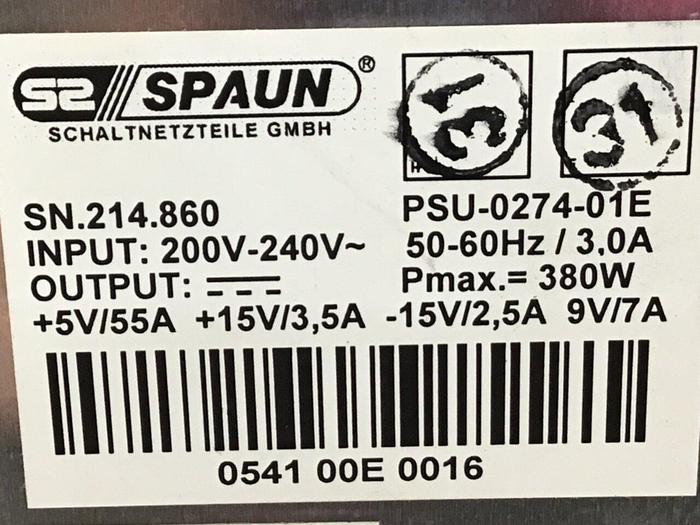 SPAUN®
SCHALTNETZTEILE GMBH
31
SN.214.860 PSU-0274-01E
INPUT: 200V-240V~ 50-60Hz / 3,0A
OUTPUT: Pmax.= 380W
+5V/55A +15V/3,5A -15V/2,5A 9V/7A
0541 00E 0016